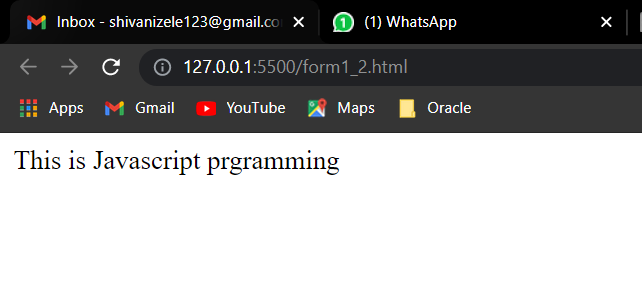 Inbox - shivanizele123@gmail.co
(1) WhatsApp
127.0.0.1:5500/form1_2.html
Apps Gmail YouTube Maps Oracle
This is Javascript prgramming